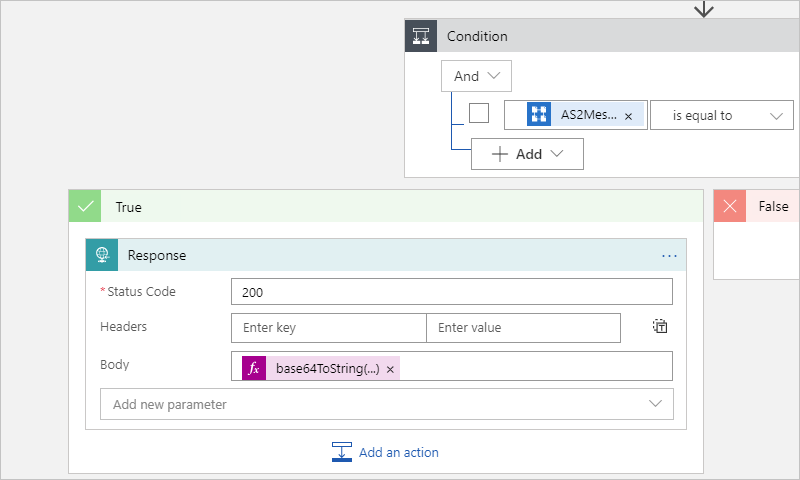 Condition
And
AS2Mes... × is equal to
Add
True
False
Response ...
*Status Code 200
Headers Enter key Enter value
Body fx base64ToString(...) ×
Add new parameter
Add an action